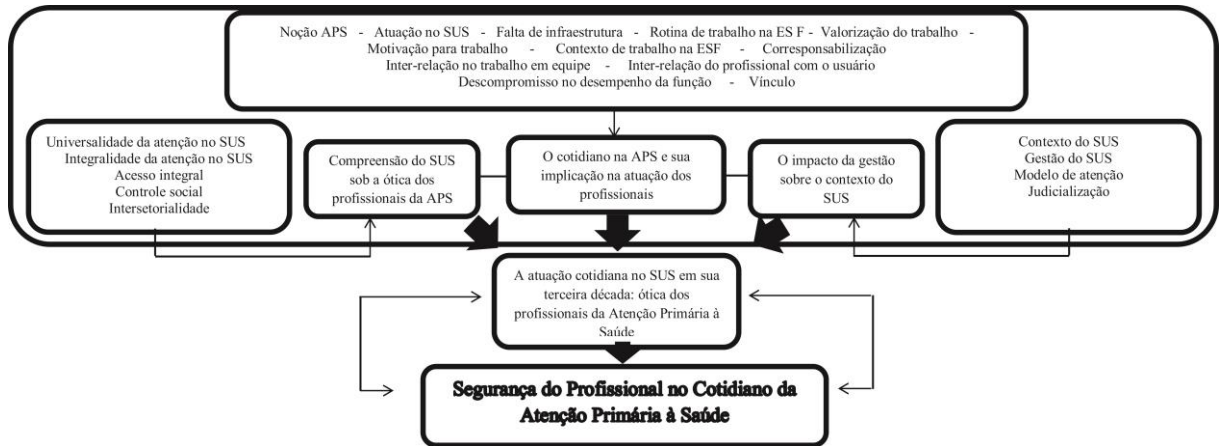 Noção APS - Atuação no SUS - Falta de infraestrutura - Rotina de trabalho na ES F - Valorização do trabalho -
Motivação para trabalho - Contexto de trabalho na ESF - Corresponsabilização
Inter-relação no trabalho em equipe - Inter-relação do profissional com o usuário
Descompromisso no desempenho da função - Vínculo
Universalidade da atenção no SUS
Integralidade da atenção no SUS
Acesso integral
Controle social
Intersetorialidade
Compreensão do SUS
sob a ótica dos
profissionais da APS
O cotidiano na APS e sua
implicação na atuação dos
profissionais
O impacto da gestão
sobre o contexto do
SUS
Contexto do SUS
Gestão do SUS
Modelo de atenção
Judicialização
A atuação cotidiana no SUS em sua
terceira década: ótica dos
profissionais da Atenção Primária à
Saúde
Segurança do Profissional no Cotidiano da
Atenção Primária à Saúde